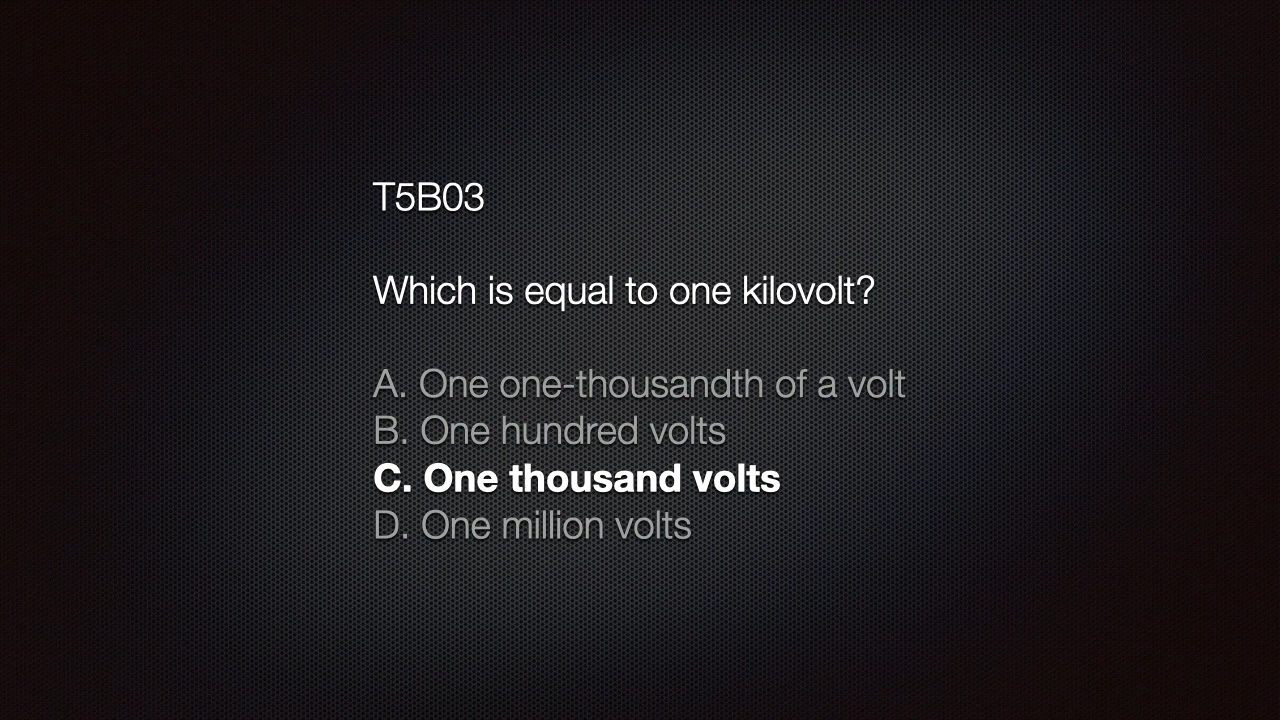 T5B03
Which is equal to one kilovolt?
A. One one-thousandth of a volt
B. One hundred volts
C. One thousand volts
D. One million volts